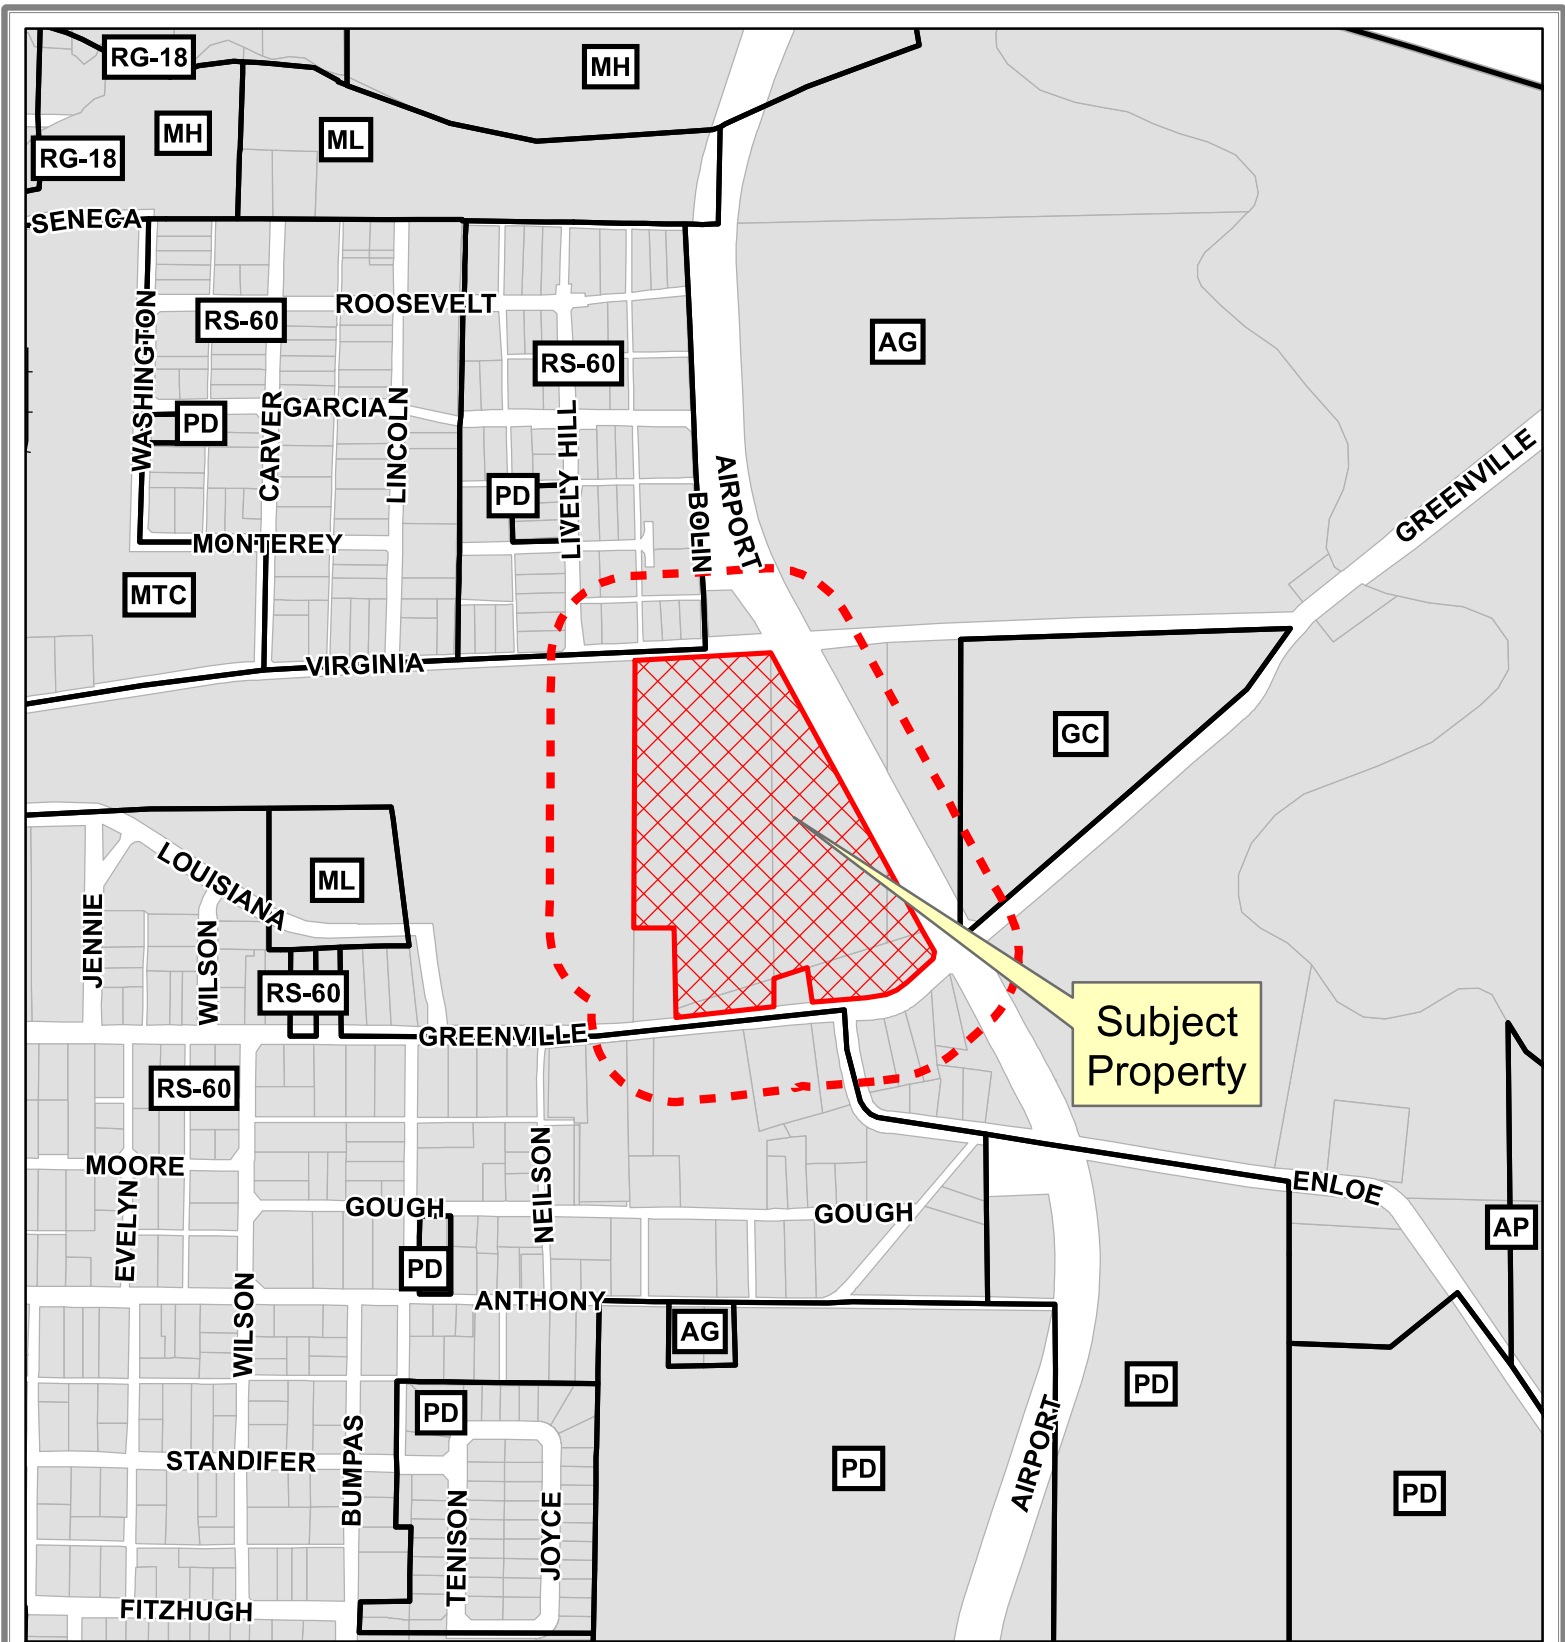 RG-18
MH
MH
ML
RG-18
SENECA
ROOSEVELT
RS-60
AG
RS-60
WASHINGTON
GARCIA
PD
CARVER
LINCOLN
LIVELY HILL
PD
BOLIN
AIRPORT
GREENVILLE
MONTEREY
MTC
VIRGINIA
GC
LOUISIANA
ML
JENNIE
WILSON
RS-60
GREENVILLE
Subject
Property
RS-60
MOORE
EVELYN
NEILSON
GOUGH
GOUGH
ENLOE
AP
PD
WILSON
ANTHONY
AG
PD
PD
BUMPAS
STANDIFER
AIRPORT
PD
PD
TENISON
JOYCE
FITZHUGH